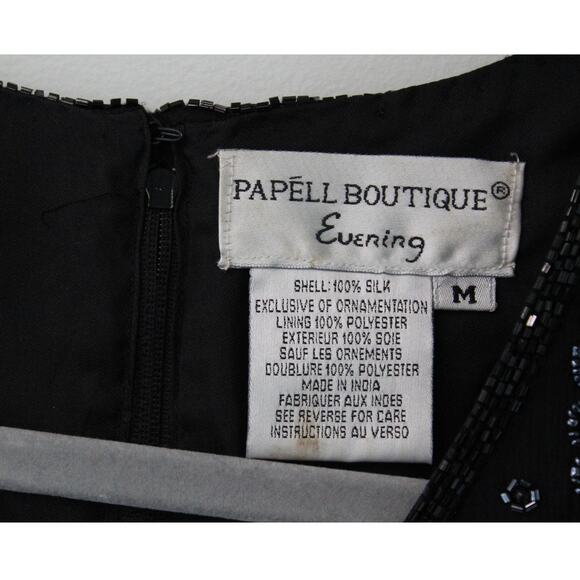 PAPÉLL BOUTIQUE®
Evening
M
SHELL: 100% SILK
EXCLUSIVE OF ORNAMENTATION
LINING 100% POLYESTER
EXTERIEUR 100% SOIE
SAUF LES ORNEMENTS
DOUBLURE 100% POLYESTER
MADE IN INDIA
FABRIQUER AUX INDES
SEE REVERSE FOR CARE
INSTRUCTIONS AU VERSO